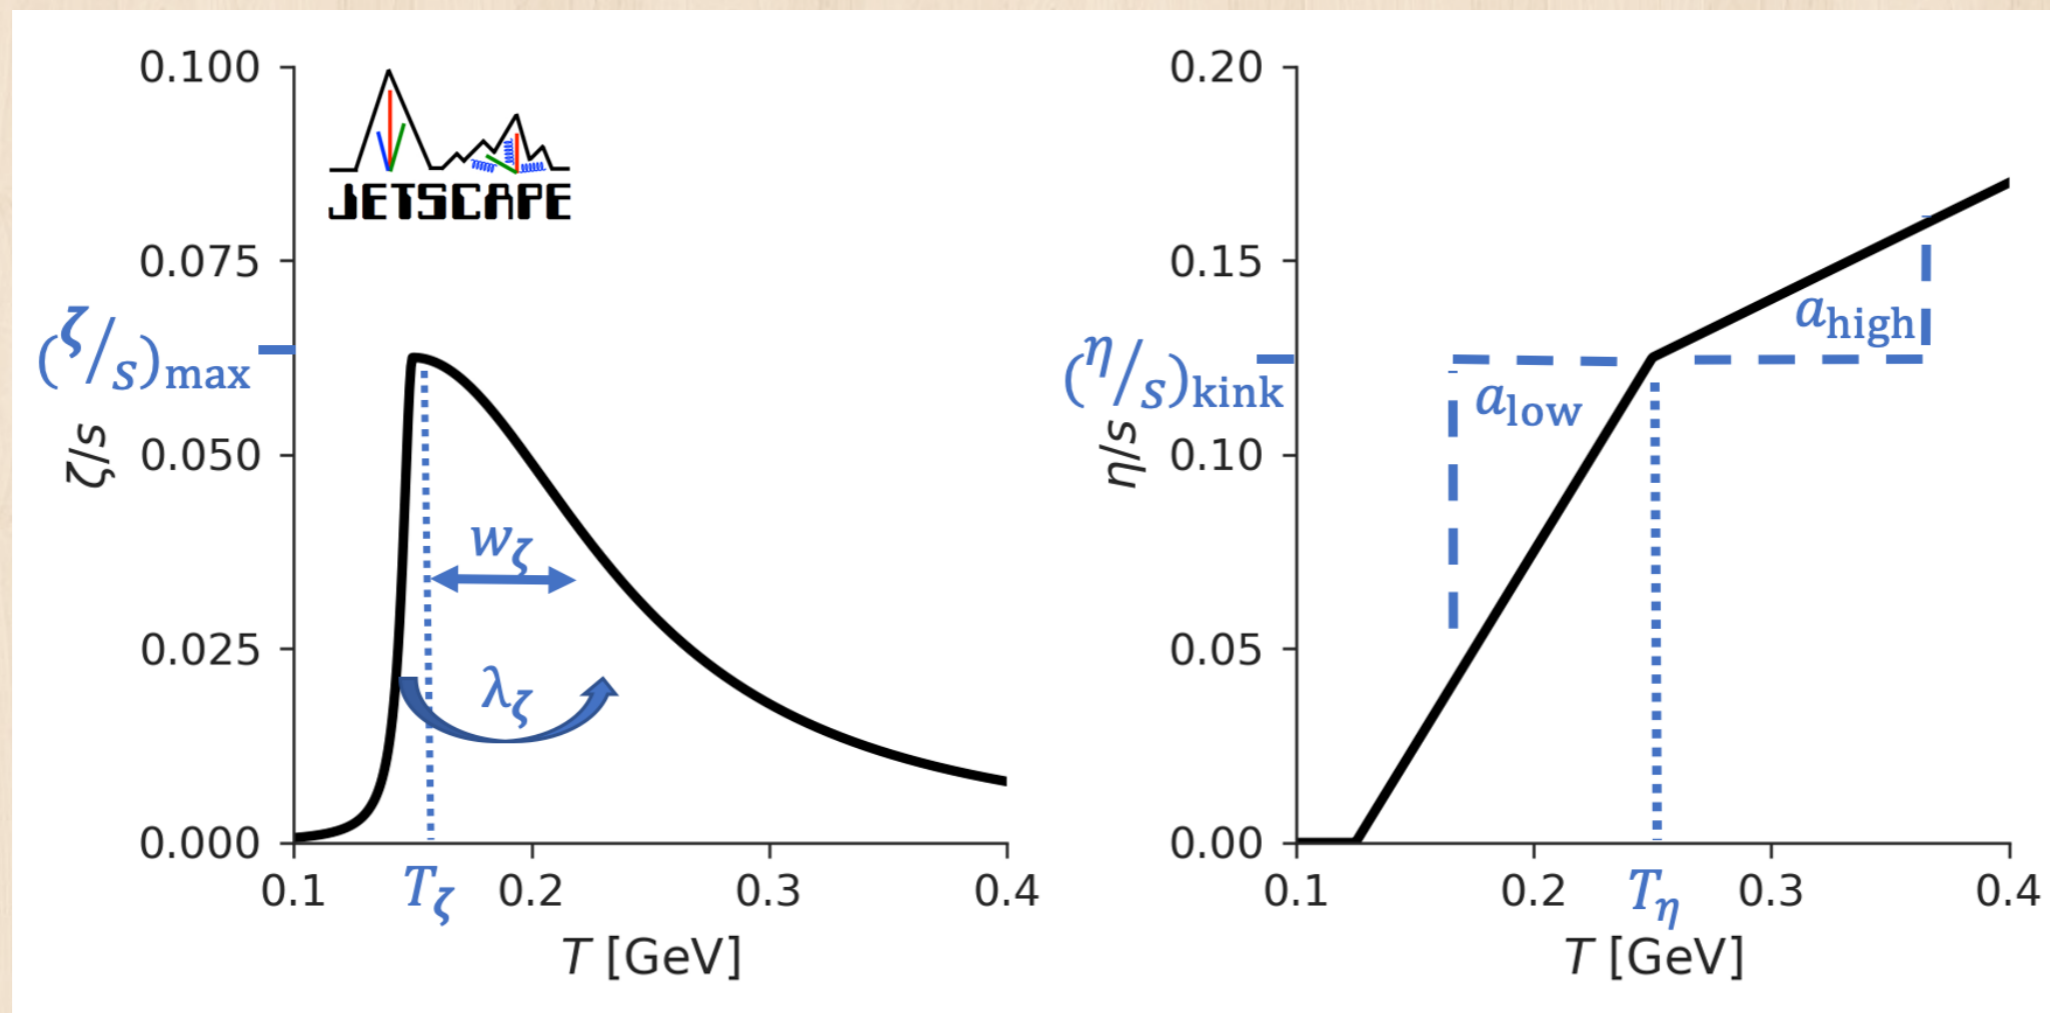 0.100
0.075
0.050
0.025
0.000
JETSCAPE
(ζ/s)max
ζ/s
wζ
λζ
0.1
Tζ
0.2
0.3
0.4
T [GeV]
0.20
0.15
0.10
0.05
0.00
(η/s)kink
η/s
alow
ahigh
0.1
0.2
Tη
0.3
0.4
T [GeV]